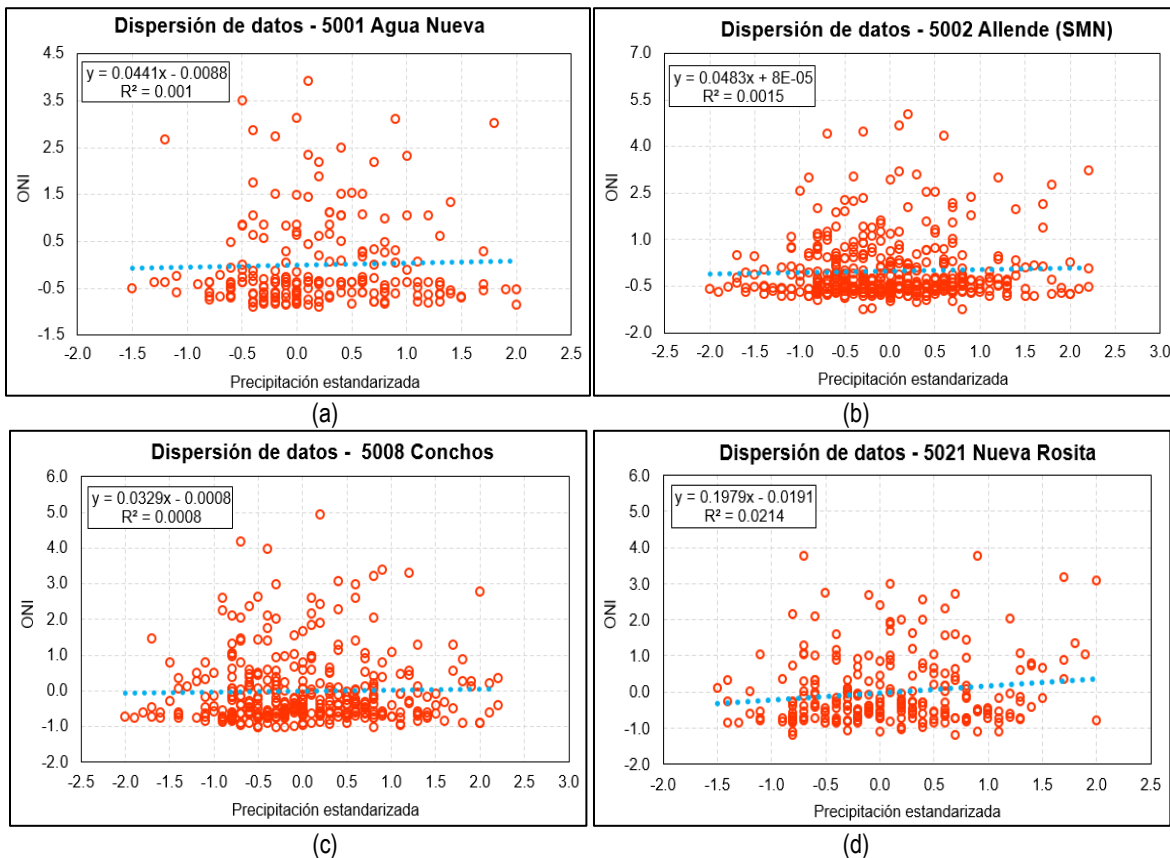 Dispersión de datos - 5001 Agua Nueva
y = 0.0441x - 0.0088
R² = 0.001
4.5
3.5
2.5
1.5
0.5
-0.5
-1.5
ONI
-2.0 -1.5 -1.0 -0.5 0.0 0.5 1.0 1.5 2.0 2.5
Precipitación estandarizada
(a)
Dispersión de datos - 5002 Allende (SMN)
y = 0.0483x + 8E-05
R² = 0.0015
7.0
5.5
4.0
2.5
1.0
-0.5
-2.0
ONI
-2.5 -2.0 -1.5 -1.0 -0.5 0.0 0.5 1.0 1.5 2.0 2.5 3.0
Precipitación estandarizada
(b)
Dispersión de datos - 5008 Conchos
y = 0.0329x - 0.0008
R² = 0.0008
6.0
5.0
4.0
3.0
2.0
1.0
0.0
-1.0
-2.0
ONI
-2.5 -2.0 -1.5 -1.0 -0.5 0.0 0.5 1.0 1.5 2.0 2.5 3.0
Precipitación estandarizada
(c)
Dispersión de datos - 5021 Nueva Rosita
y = 0.1979x - 0.0191
R² = 0.0214
6.0
5.0
4.0
3.0
2.0
1.0
0.0
-1.0
-2.0
ONI
-2.0 -1.5 -1.0 -0.5 0.0 0.5 1.0 1.5 2.0 2.5
Precipitación estandarizada
(d)